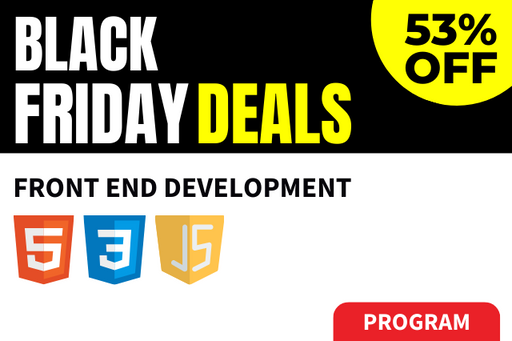 BLACK
FRIDAY DEALS
53%
OFF
FRONT END DEVELOPMENT
5 3 JS
PROGRAM